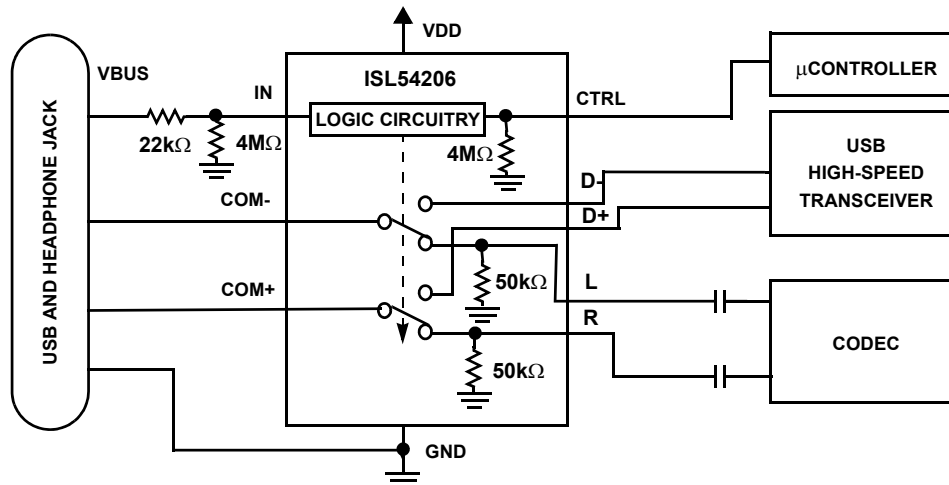 VDD
ISL54206
µCONTROLLER
VBUS
IN
LOGIC CIRCUITRY
CTRL
22kΩ
4MΩ
4MΩ
USB AND HEADPHONE JACK
USB
HIGH-SPEED
TRANSCEIVER
D-
COM-
D+
50kΩ
L
COM+
R
CODEC
50kΩ
GND